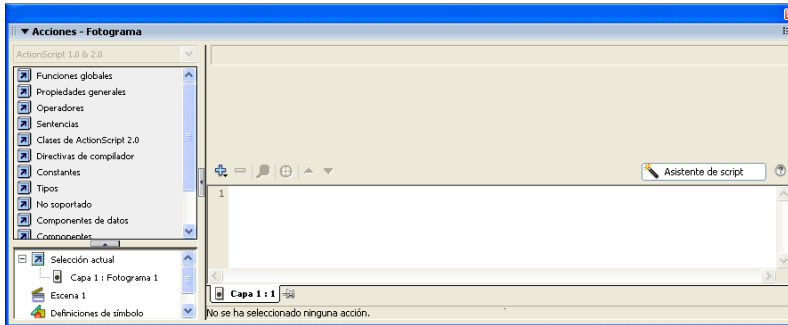 Acciones - Fotograma
ActionScript 1.0 & 2.0
Funciones globales
Propiedades generales
Operadores
Sentencias
Clases de ActionScript 2.0
Directivas de compilador
Constantes
Tipos
No soportado
Componentes de datos
Componentes
Selección actual
Capa 1 : Fotograma 1
Escena 1
Definiciones de símbolo
Asistente de script
1
Capa 1 : 1
No se ha seleccionado ninguna acción.